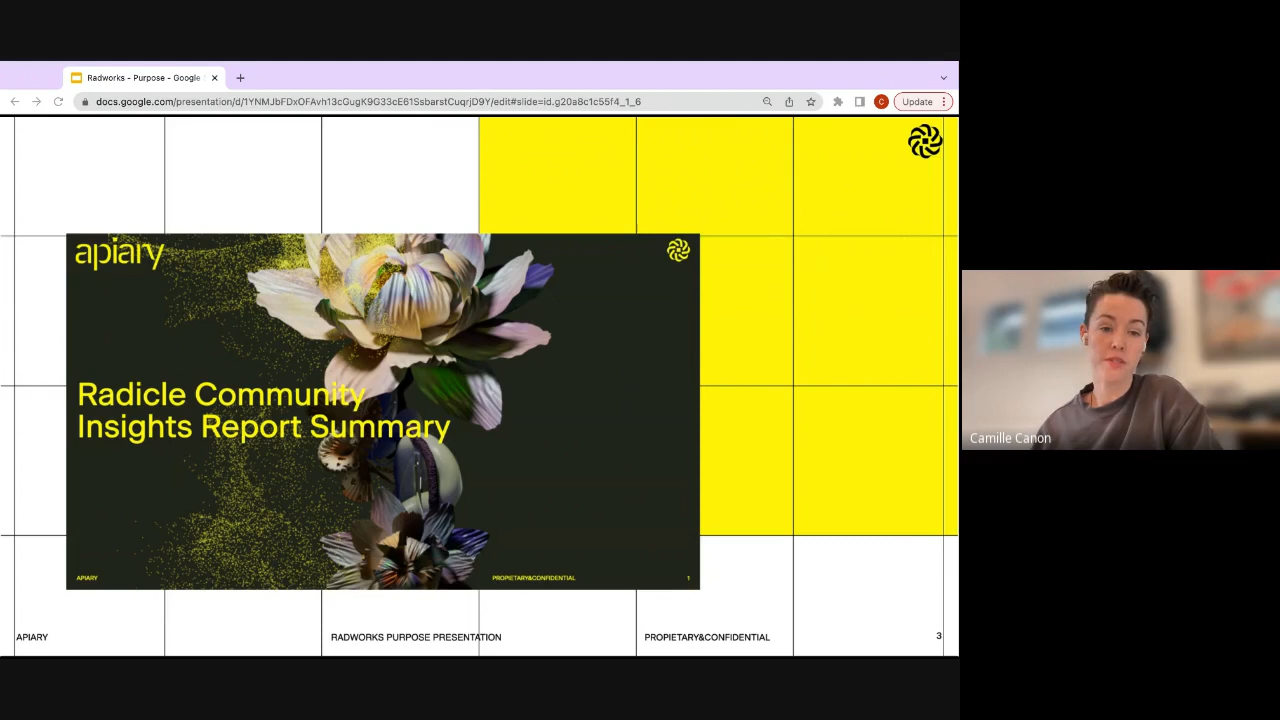 Radworks - Purpose - Google
docs.google.com/presentation/d/1YNMJbFDxOFAvh13cGugK9G33cE61SsbarstCuqrjD9Y/edit#slide=id.g20a8c1c55f4_1_6
C
Update
apiary
Radicle Community
Insights Report Summary
APIARY
PROPIETARY&CONFIDENTIAL
1
Camille Canon
APIARY
RADWORKS PURPOSE PRESENTATION
PROPIETARY&CONFIDENTIAL
3